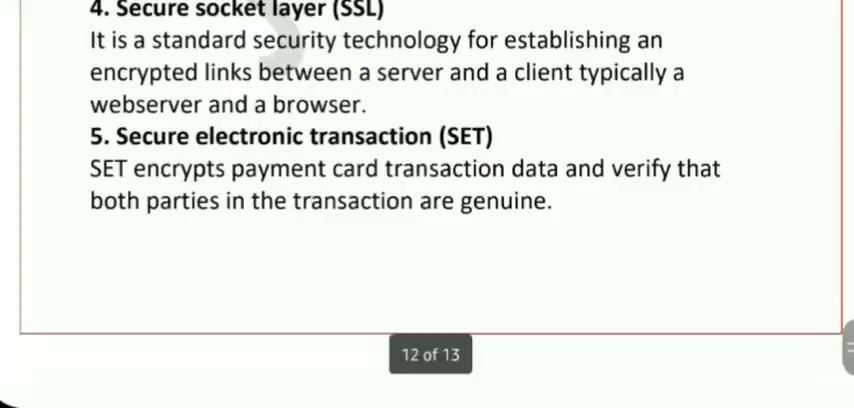 4. Secure socket layer (SSL)
It is a standard security technology for establishing an
encrypted links between a server and a client typically a
webserver and a browser.
5. Secure electronic transaction (SET)
SET encrypts payment card transaction data and verify that
both parties in the transaction are genuine.
12 of 13